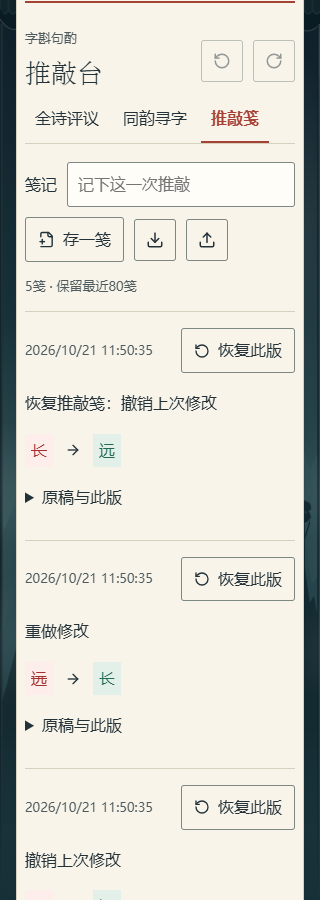 字斟句酌
推敲台
全诗评议 同韵寻字 推敲笺
笔记 记下这一次推敲
存一笺
5笺 · 保留最近80笺
2026/10/21 11:50:35 恢复此版
恢复推敲笺：撤销上次修改
长 → 远
▶ 原稿与此版
2026/10/21 11:50:35 恢复此版
重做修改
远 → 长
▶ 原稿与此版
2026/10/21 11:50:35 恢复此版
撤销上次修改